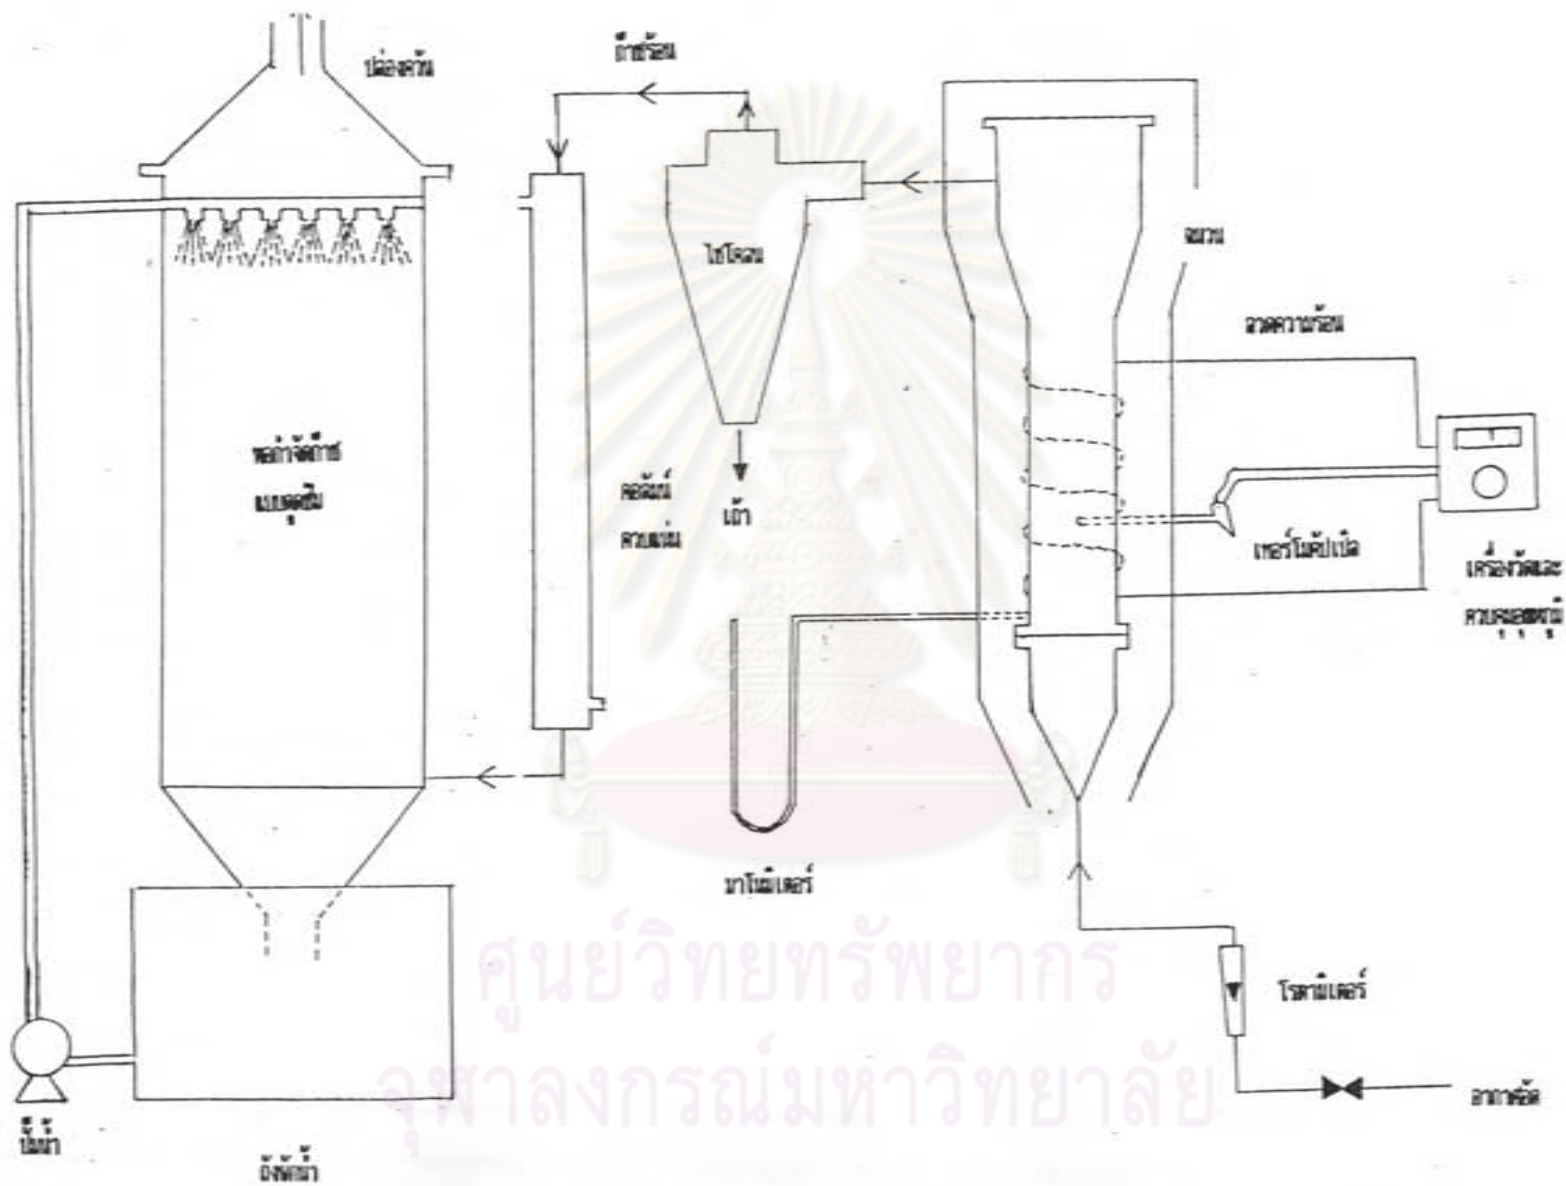 ปล่องควัน
ก๊าซร้อน
ไซโคลน
ฉนวน
ลวดความร้อน
หอกำจัดก๊าซ
แบบดูดซึม
คอลัมน์
ควบแน่น
เถ้า
เทอร์โมคัปเปิล
เครื่องวัดและ
ควบคุมอุณหภูมิ
มาโนมิเตอร์
ศูนย์วิทยทรัพยากร
โรตามิเตอร์
จุฬาลงกรณ์มหาวิทยาลัย
อากาศอัด
ปั๊มน้ำ
ถังพักน้ำ